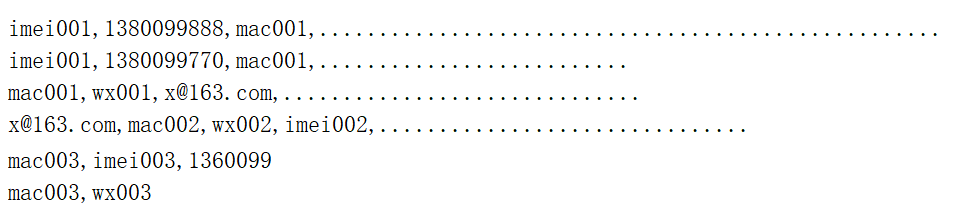 imei001,1380099888,mac001,....................................................
imei001,1380099770,mac001,..........................
mac001,wx001,x@163.com,..............................
x@163.com,mac002,wx002,imei002,...............................
mac003,imei003,1360099
mac003,wx003